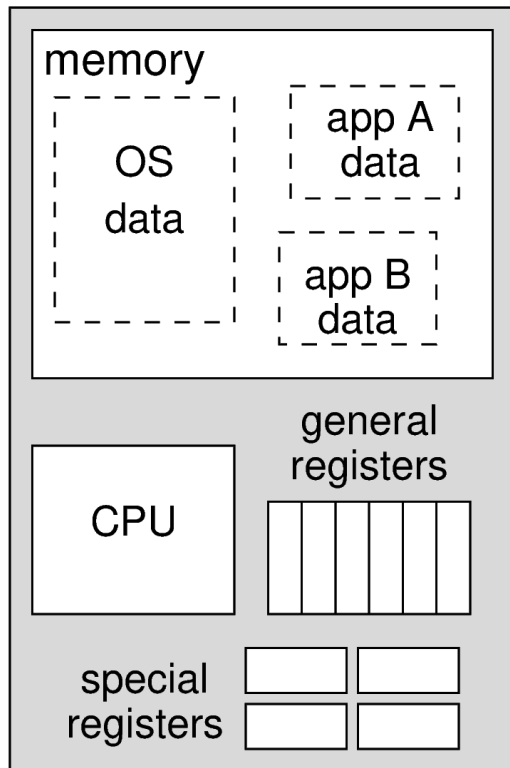 memory
OS
data
app A
data
app B
data
general
registers
CPU
special
registers